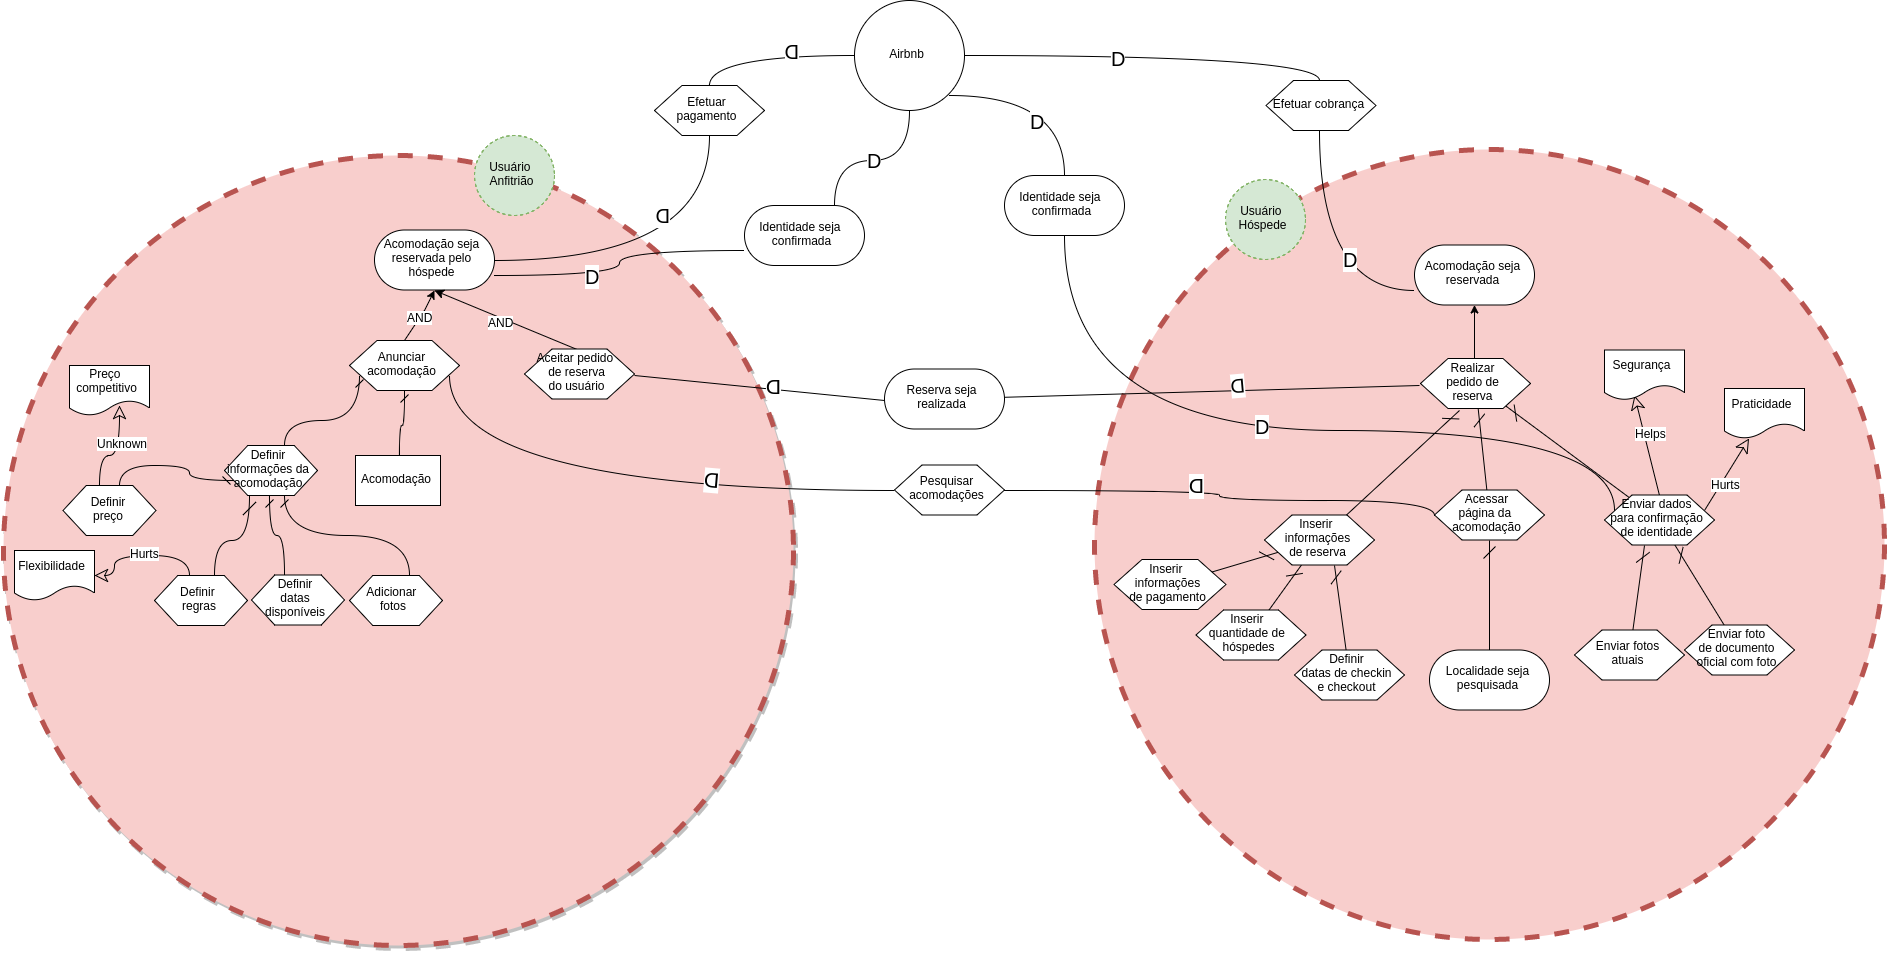 Airbnb
D
D
D
D
Efetuar
pagamento
Efetuar cobrança
Usuário
Anfitrião
Identidade seja
confirmada
Identidade seja
confirmada
Usuário
Hóspede
D
D
D
Acomodação seja
reservada pelo
hóspede
Acomodação seja
reservada
AND
AND
Anunciar
acomodação
Aceitar pedido
de reserva
do usuário
D
Reserva seja
realizada
D
Realizar
pedido de
reserva
Segurança
Praticidade
Preço
competitivo
Unknown
D
Helps
Hurts
Definir
informações da
acomodação
Acomodação
D
Pesquisar
acomodações
D
Acessar
página da
acomodação
Enviar dados
para confirmação
de identidade
Definir
preço
Inserir
informações
de reserva
Flexibilidade
Hurts
Inserir
informações
de pagamento
Definir
regras
Definir
datas
disponíveis
Adicionar
fotos
Inserir
quantidade de
hóspedes
Definir
datas de checkin
e checkout
Localidade seja
pesquisada
Enviar fotos
atuais
Enviar foto
de documento
oficial com foto